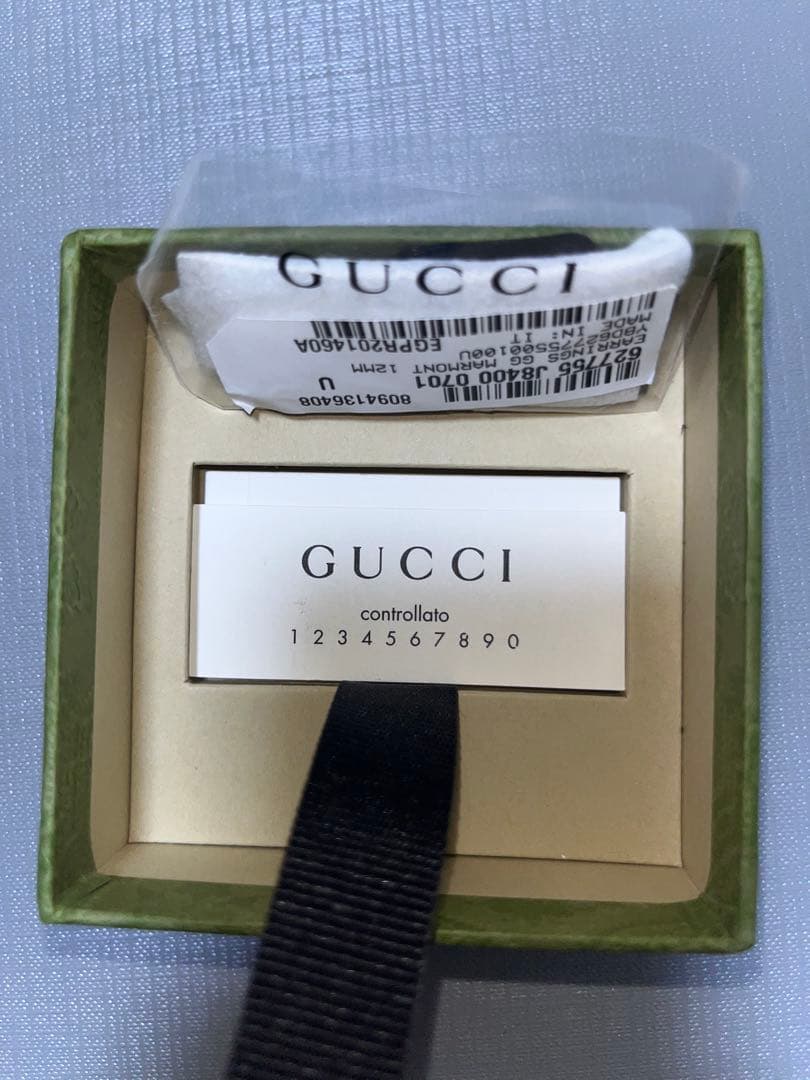 GUCCI
8094136408
U
627755 J8400 0701
EARRINGS GG MARMONT 12MM
YBD62775500100U
MADE IN: IT
EGPR201460A
GUCCI
controllato
1 2 3 4 5 6 7 8 9 0